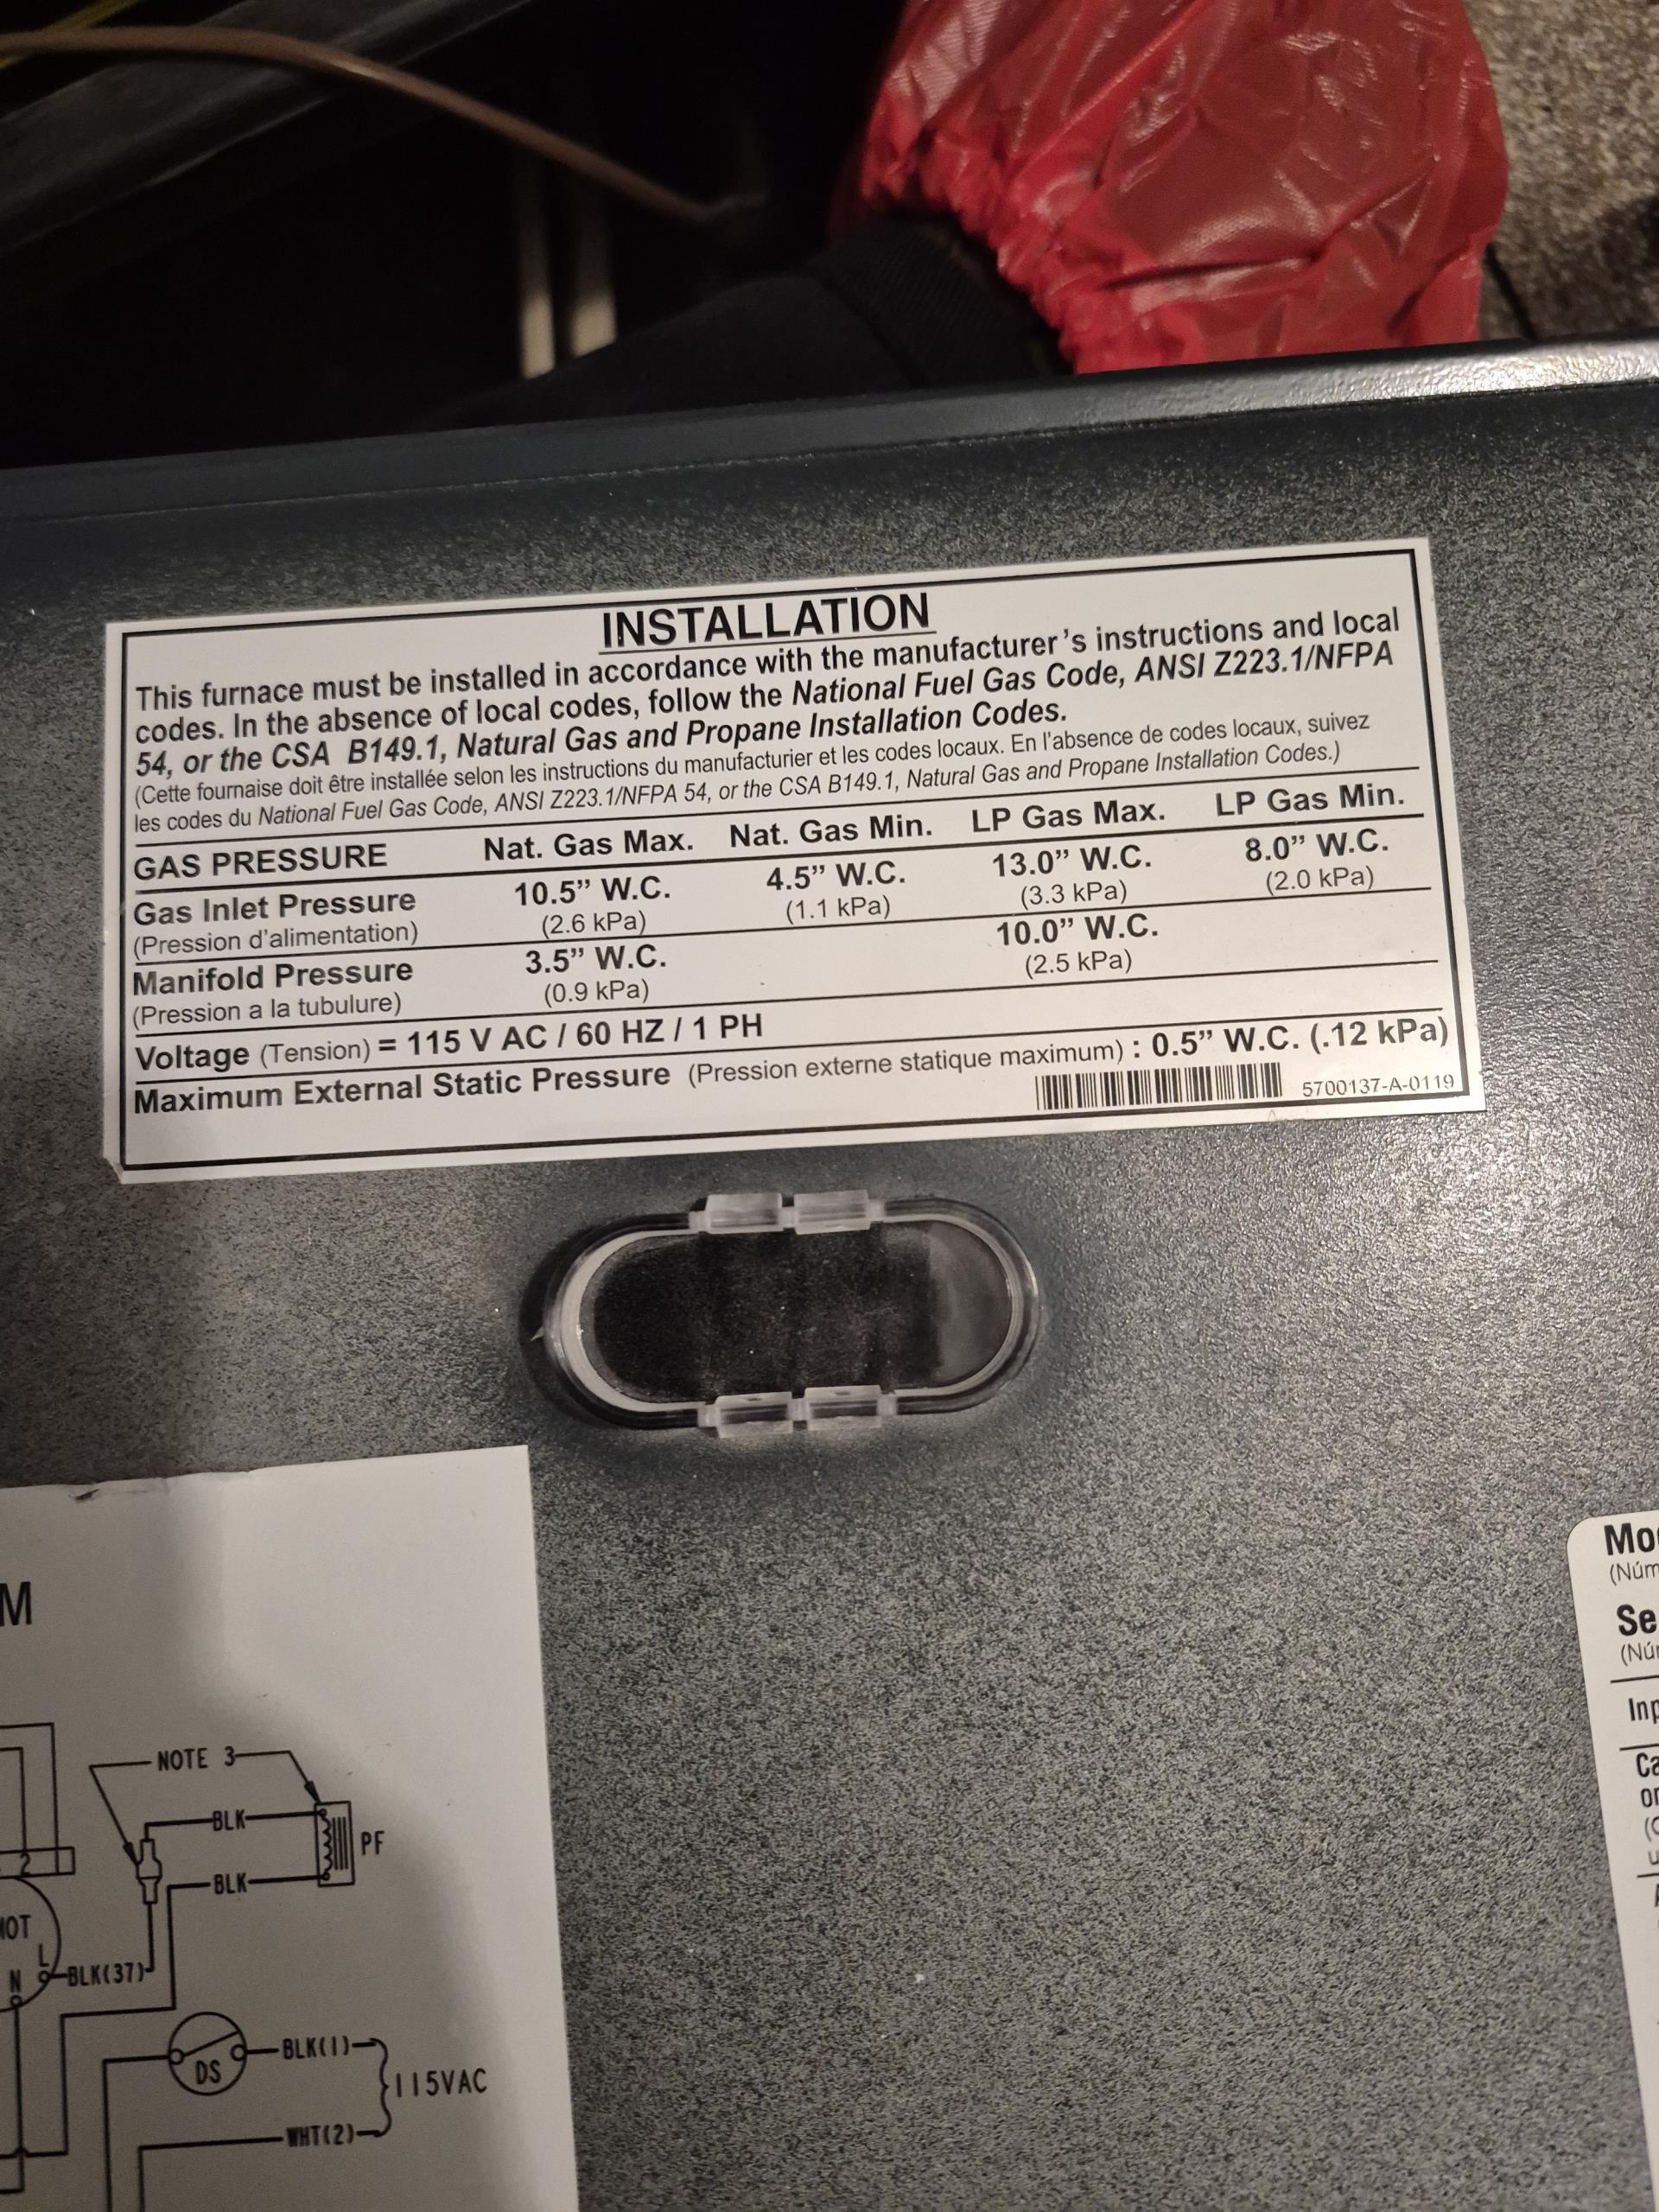 INSTALLATION
This furnace must be installed in accordance with the manufacturer's instructions and local
codes. In the absence of local codes, follow the National Fuel Gas Code, ANSI Z223.1/NFPA
54, or the CSA B149.1, Natural Gas and Propane Installation Codes.
(Cette fournaise doit être installée selon les instructions du manufacturier et les codes locaux. En l'absence de codes locaux, suivez
les codes du National Fuel Gas Code, ANSI Z223.1/NFPA 54, or the CSA B149.1, Natural Gas and Propane Installation Codes.)
GAS PRESSURE Nat. Gas Max. Nat. Gas Min. LP Gas Max. LP Gas Min.
Gas Inlet Pressure 10.5” W.C. 4.5” W.C. 13.0” W.C. 8.0” W.C.
(Pression d'alimentation) (2.6 kPa) (1.1 kPa) (3.3 kPa) (2.0 kPa)
Manifold Pressure 3.5” W.C. 10.0” W.C.
(Pression a la tubulure) (0.9 kPa) (2.5 kPa)
Voltage (Tension) = 115 V AC / 60 HZ / 1 PH
Maximum External Static Pressure (Pression externe statique maximum) : 0.5” W.C. (.12 kPa)
5700137-A-0119
M
NOTE 3
BLK
PF
BLK
2
L
N
BLK(37)
DS
BLK(1)
115VAC
WHT(2)